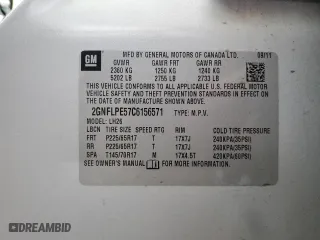 GM
MFD BY GENERAL MOTORS OF CANADA LTD. 08/11
GVWR GAWR FRT GAWR RR
2360 KG 1250 KG 1240 KG
5202 LB 2755 LB 2733 LB
THIS VEHICLE CONFORMS TO ALL APPLICABLE U.S. FEDERAL MOTOR
VEHICLE SAFETY AND THEFT PREVENTION STANDARDS IN EFFECT ON
THE DATE OF MANUFACTURE SHOWN ABOVE.
2GNFLPE57C6156571 TYPE: M.P.V.
MODEL: LH26
LBCN TIRE SIZE SPEED RTG RIM COLD TIRE PRESSURE
FRT P225/65R17 T 17X7J 240KPA(35PSI)
RR P225/65R17 T 17X7J 240KPA(35PSI)
SPA T145/70R17 M 17X4.5T 420KPA(60PSI)
SEE OWNER'S MANUAL FOR MORE INFORMATION
AUTOBIDCAR